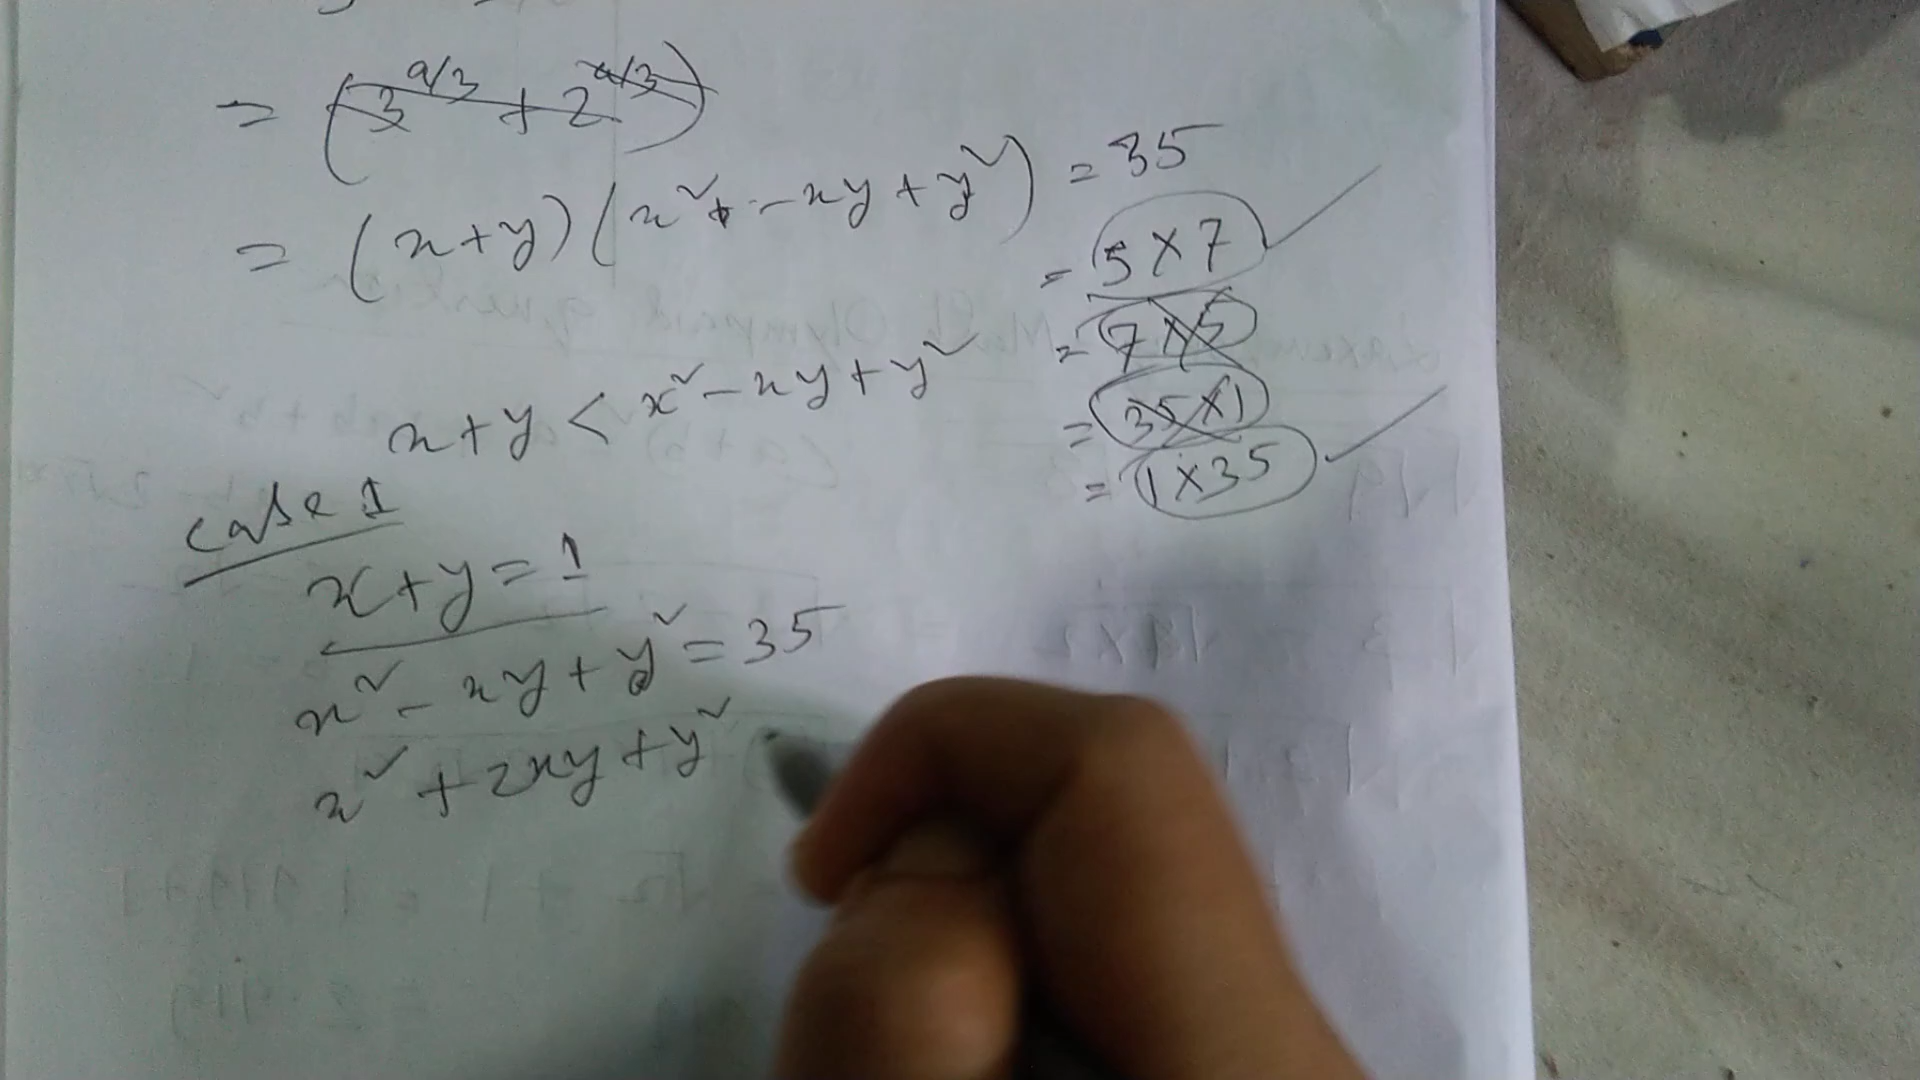 = (3^{a/3} + 2^{a/3})
= (x+y) (x² - xy + y²) = 35
= 5 × 7
= 7 × 5
x+y < x² - xy + y²
= 35 × 1
= 1 × 35
case 1
x+y = 1
x² - xy + y² = 35
x² + 2xy + y²